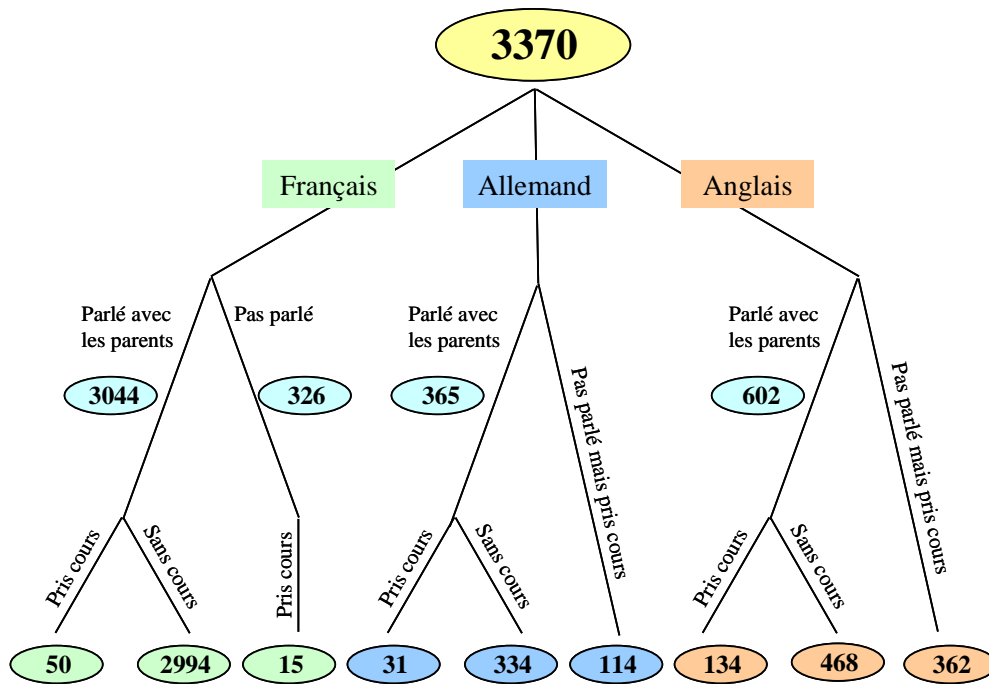 3370
Français
Allemand
Anglais
Parlé avec
les parents
Pas parlé
Parlé avec
les parents
Parlé avec
les parents
3044
326
365
602
Pas parlé mais pris cours
Pas parlé mais pris cours
Pris cours
Sans cours
Pris cours
Pris cours
Sans cours
Pris cours
Sans cours
50
2994
15
31
334
114
134
468
362